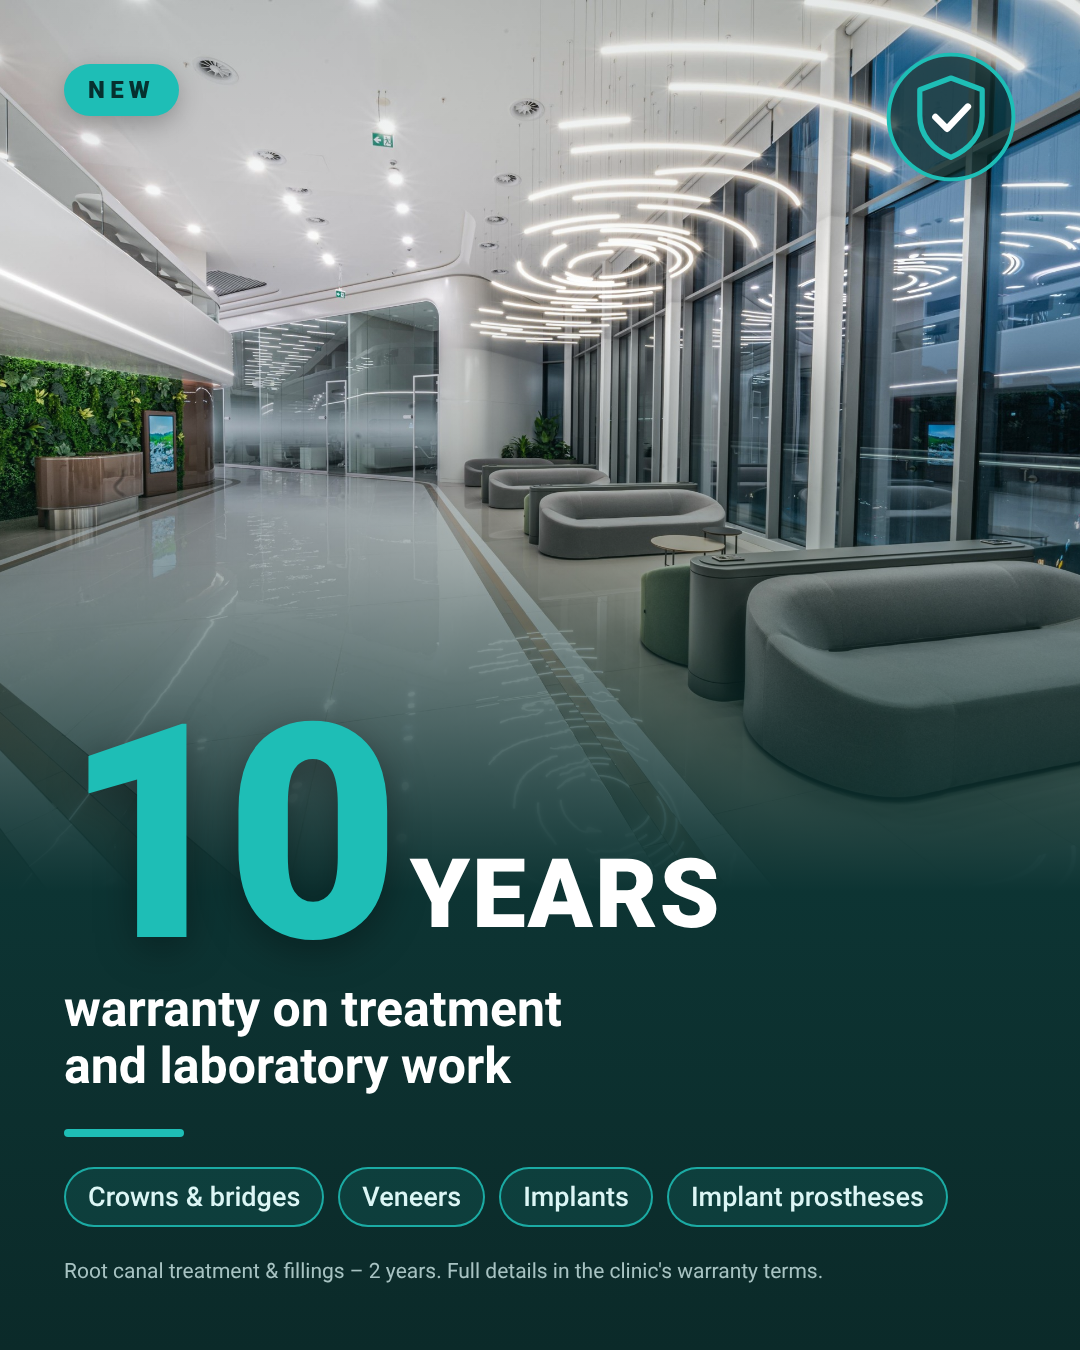 NEW
10 YEARS
warranty on treatment
and laboratory work
Crowns & bridges
Veneers
Implants
Implant prostheses
Root canal treatment & fillings – 2 years. Full details in the clinic's warranty terms.